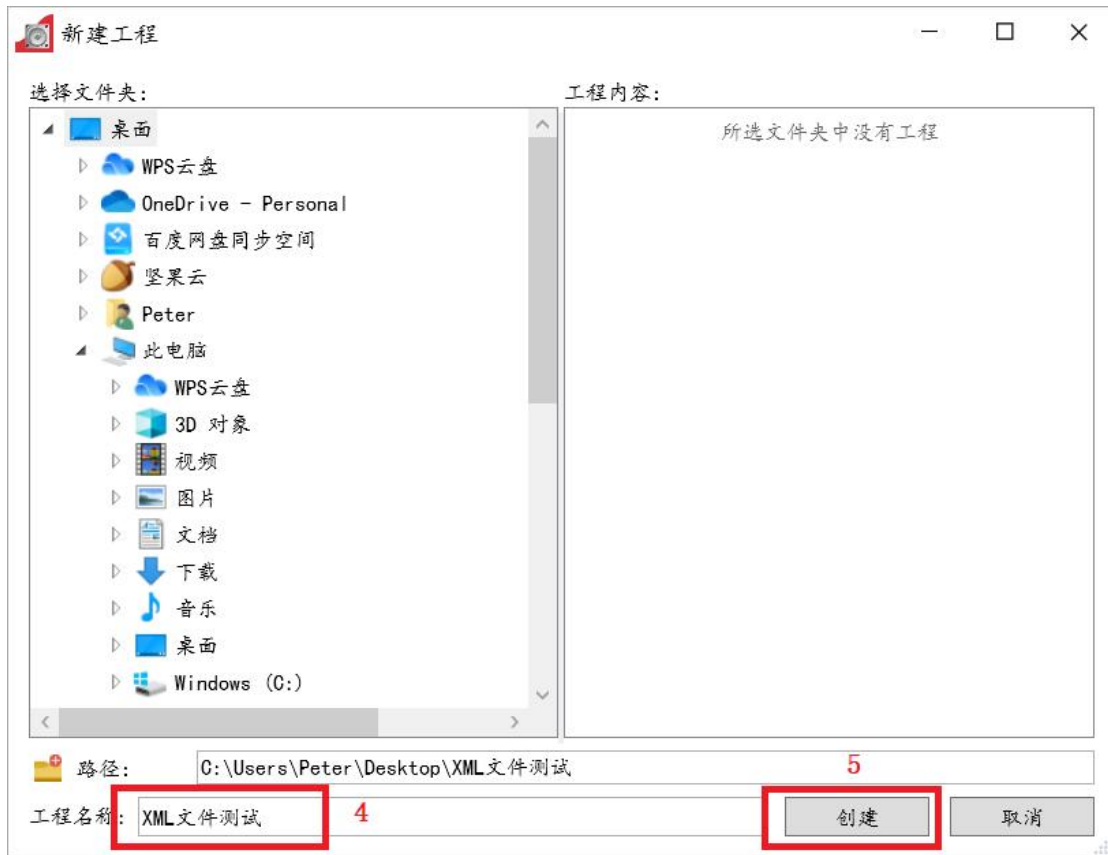 新建工程
选择文件夹:
工程内容:
桌面
所选文件夹中没有工程
WPS云盘
OneDrive - Personal
百度网盘同步空间
坚果云
Peter
此电脑
WPS云盘
3D 对象
视频
图片
文档
下载
音乐
桌面
Windows (C:)
路径: C:\Users\Peter\Desktop\XML文件测试
5
工程名称: XML文件测试 4 创建 取消